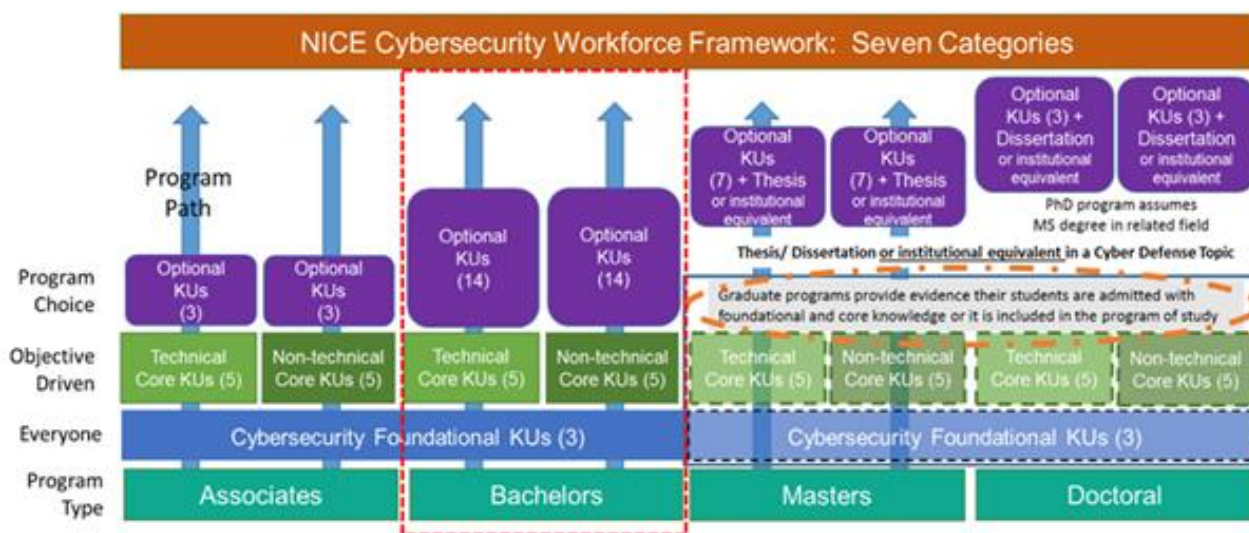 NICE Cybersecurity Workforce Framework:  Seven Categories
Program
Path
Optional
KUs
(7) + Thesis
or institutional
equivalent
Optional
KUs
(7) + Thesis
or institutional
equivalent
Optional
KUs (3) +
Dissertation
or institutional
equivalent
Optional
KUs (3) +
Dissertation
or institutional
equivalent
PhD program assumes
MS degree in related field
Thesis/ Dissertation or institutional equivalent in a Cyber Defense Topic
Program
Choice
Optional
KUs
(3)
Optional
KUs
(3)
Optional
KUs
(14)
Optional
KUs
(14)
Graduate programs provide evidence their students are admitted with
foundational and core knowledge or it is included in the program of study
Objective
Driven
Technical
Core KUs (5)
Non-technical
Core KUs (5)
Technical
Core KUs (5)
Non-technical
Core KUs (5)
Technical
Core KUs (5)
Non-technical
Core KUs (5)
Technical
Core KUs (5)
Non-technical
Core KUs (5)
Everyone
Cybersecurity Foundational KUs (3)
Cybersecurity Foundational KUs (3)
Program
Type
Associates
Bachelors
Masters
Doctoral